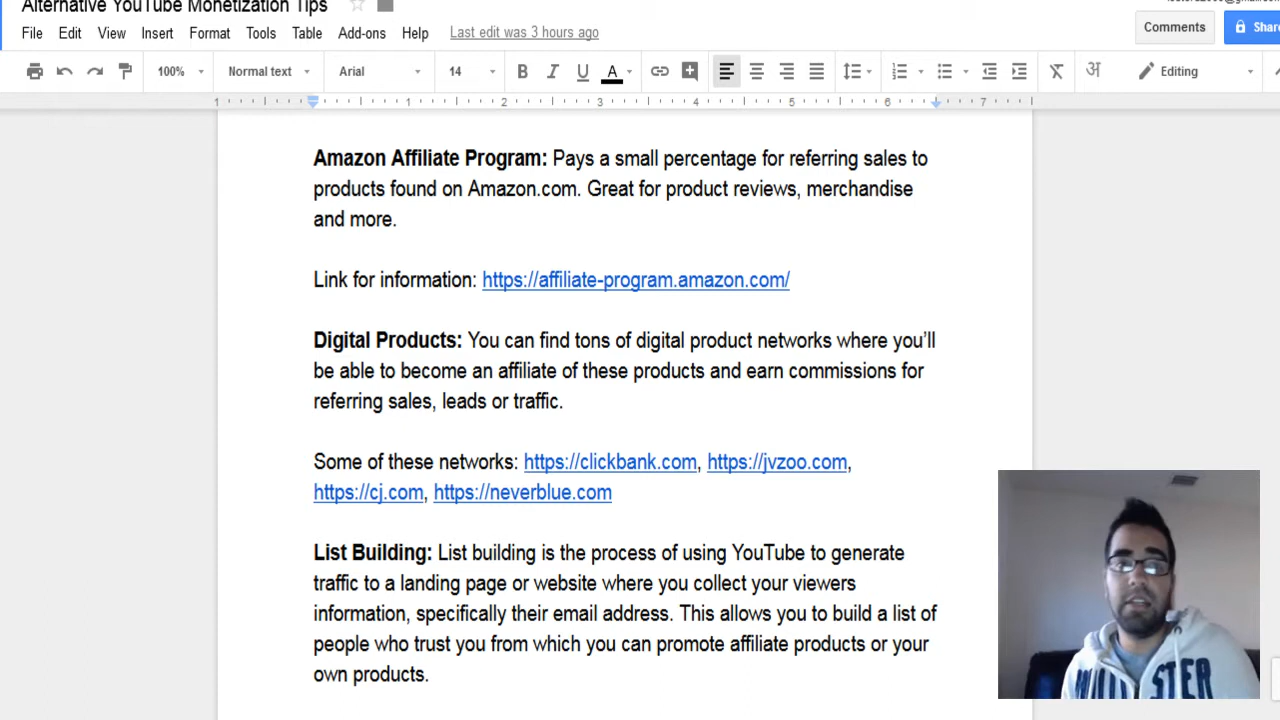 Alternative YouTube Monetization Tips
File Edit View Insert Format Tools Table Add-ons Help Last edit was 3 hours ago
Comments
100% Normal text Arial 14 B I U A अ Editing
1 1 2 3 4 5 6 7
Amazon Affiliate Program: Pays a small percentage for referring sales to
products found on Amazon.com. Great for product reviews, merchandise
and more.
Link for information: https://affiliate-program.amazon.com/
Digital Products: You can find tons of digital product networks where you’ll
be able to become an affiliate of these products and earn commissions for
referring sales, leads or traffic.
Some of these networks: https://clickbank.com, https://jvzoo.com,
https://cj.com, https://neverblue.com
List Building: List building is the process of using YouTube to generate
traffic to a landing page or website where you collect your viewers
information, specifically their email address. This allows you to build a list of
people who trust you from which you can promote affiliate products or your
own products.